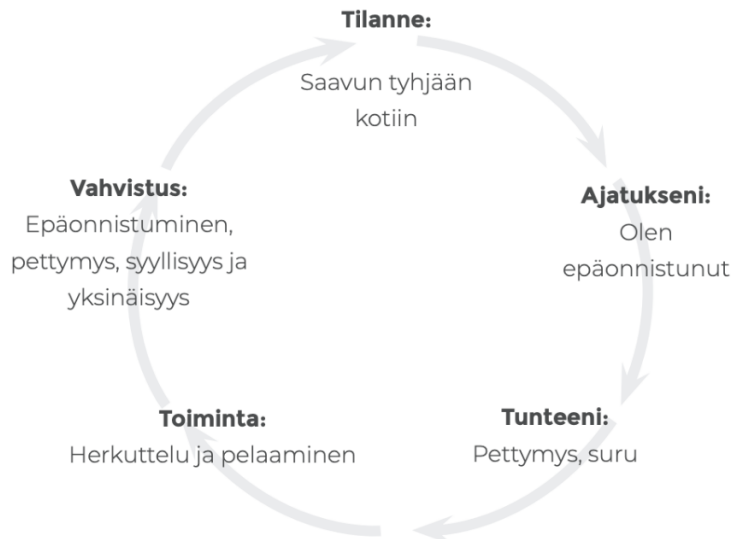 Tilanne:
Saavun tyhjään
kotiin
Ajatukseni:
Olen
epäonnistunut
Tunteeni:
Pettymys, suru
Toiminta:
Herkuttelu ja pelaaminen
Vahvistus:
Epäonnistuminen,
pettymys, syyllisyys ja
yksinäisyys